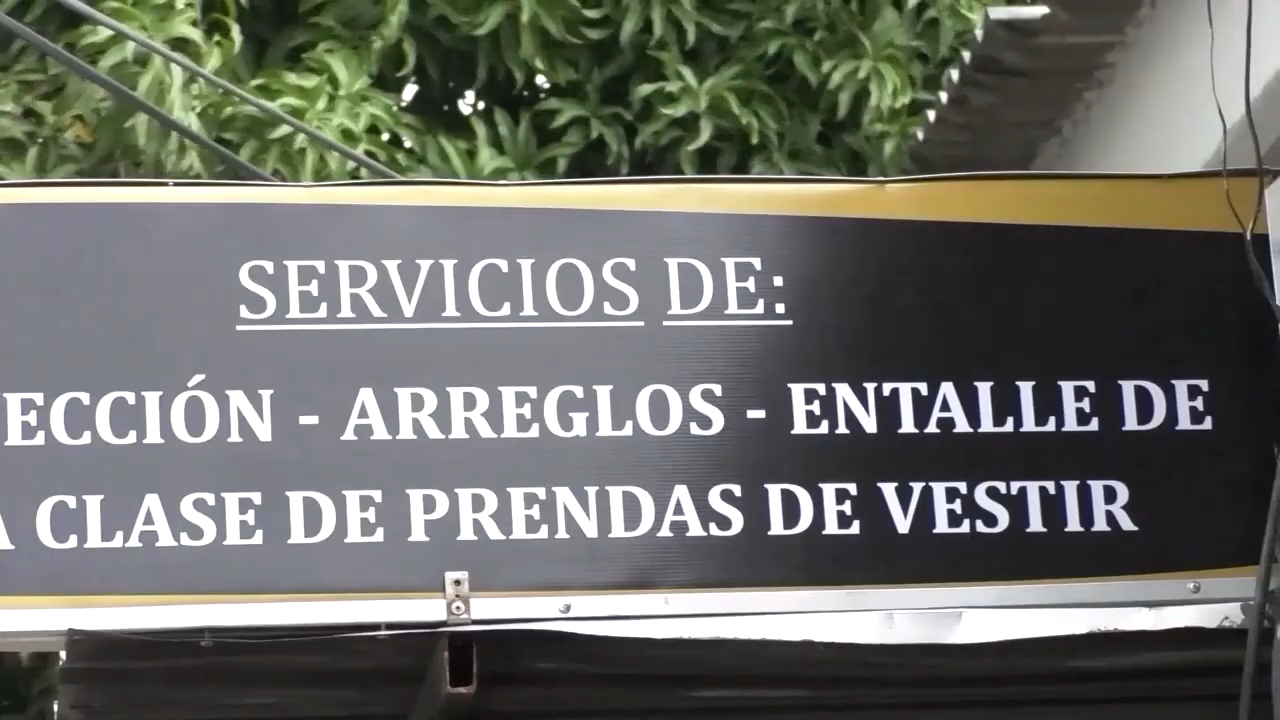 SERVICIOS DE:
ECCIÓN - ARREGLOS - ENTALLE DE
A CLASE DE PRENDAS DE VESTIR